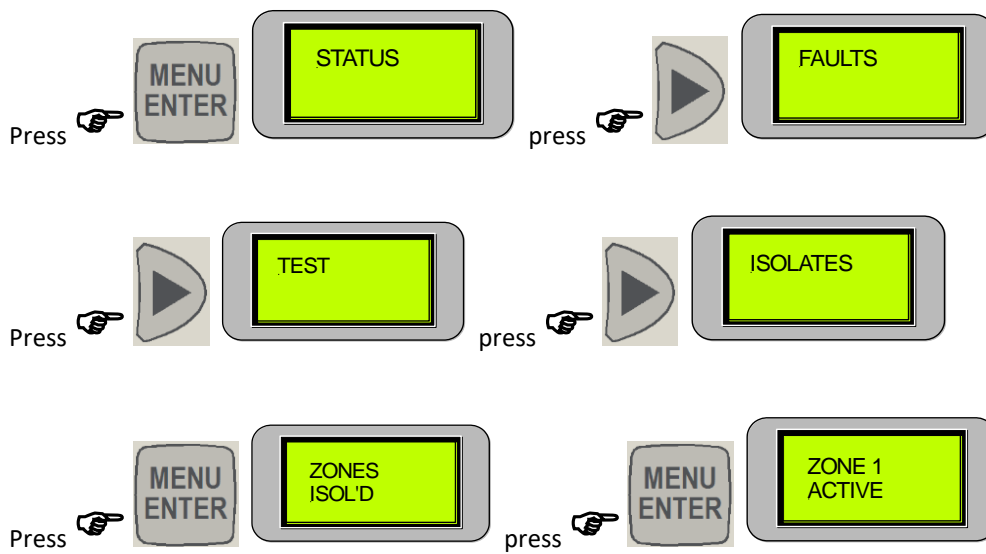 Press MENU ENTER STATUS press FAULTS
Press TEST press ISOLATES
Press MENU ENTER ZONES ISOL'D press MENU ENTER ZONE 1 ACTIVE